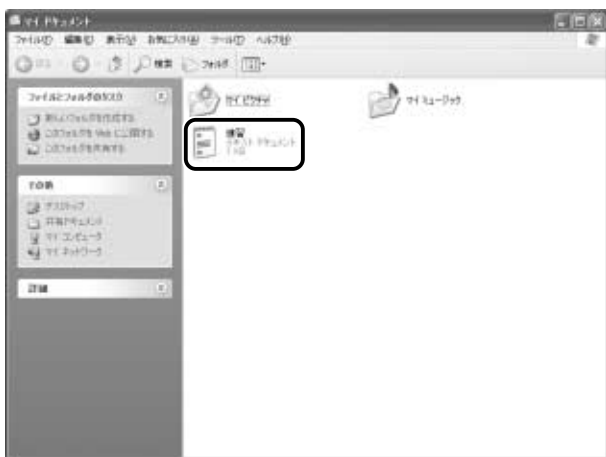 マイ ドキュメント
ファイル(F) 編集(E) 表示(V) お気に入り(A) ツール(T) ヘルプ(H)
戻る 検索 フォルダ
ファイルとフォルダのタスク
新しいフォルダを作成する
このフォルダを Web に公開する
このフォルダを共有する
その他
デスクトップ
共有ドキュメント
マイ コンピュータ
マイ ネットワーク
詳細
マイ ピクチャ
マイ ミュージック
練習
テキスト ドキュメント
1 KB